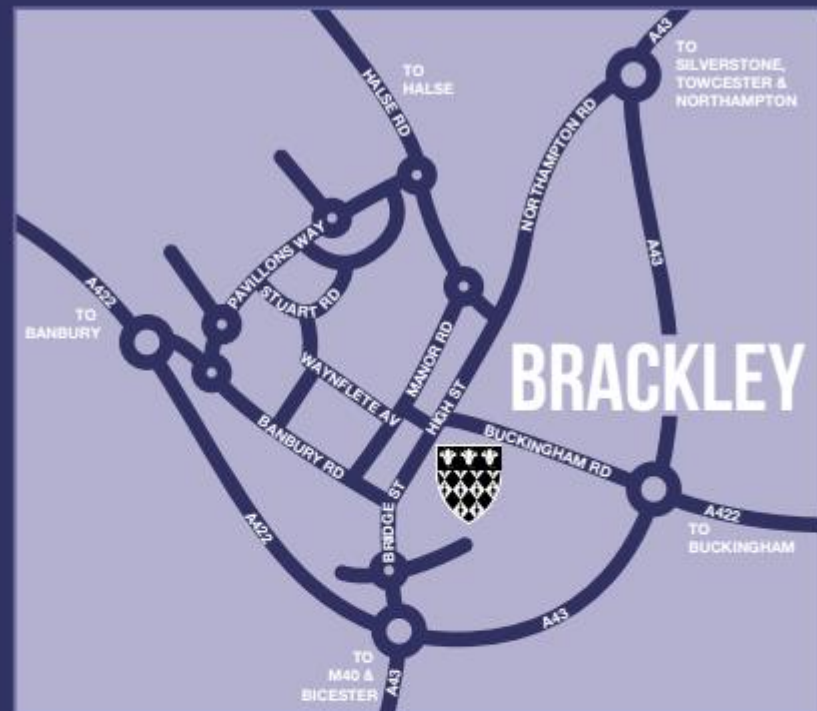 A43
TO
SILVERSTONE,
TOWCESTER &
NORTHAMPTON
TO
HALSE
HALSE RD
NORTHAMPTON RD
PAVILLONS WAY
STUART RD
A43
A422
TO
BANBURY
MANOR RD
WAYNFLETE AV
HIGH ST
BRACKLEY
BANBURY RD
BUCKINGHAM RD
BRIDGE ST
A422
A422
TO
BUCKINGHAM
A43
TO
M40 &
BICESTER
A43